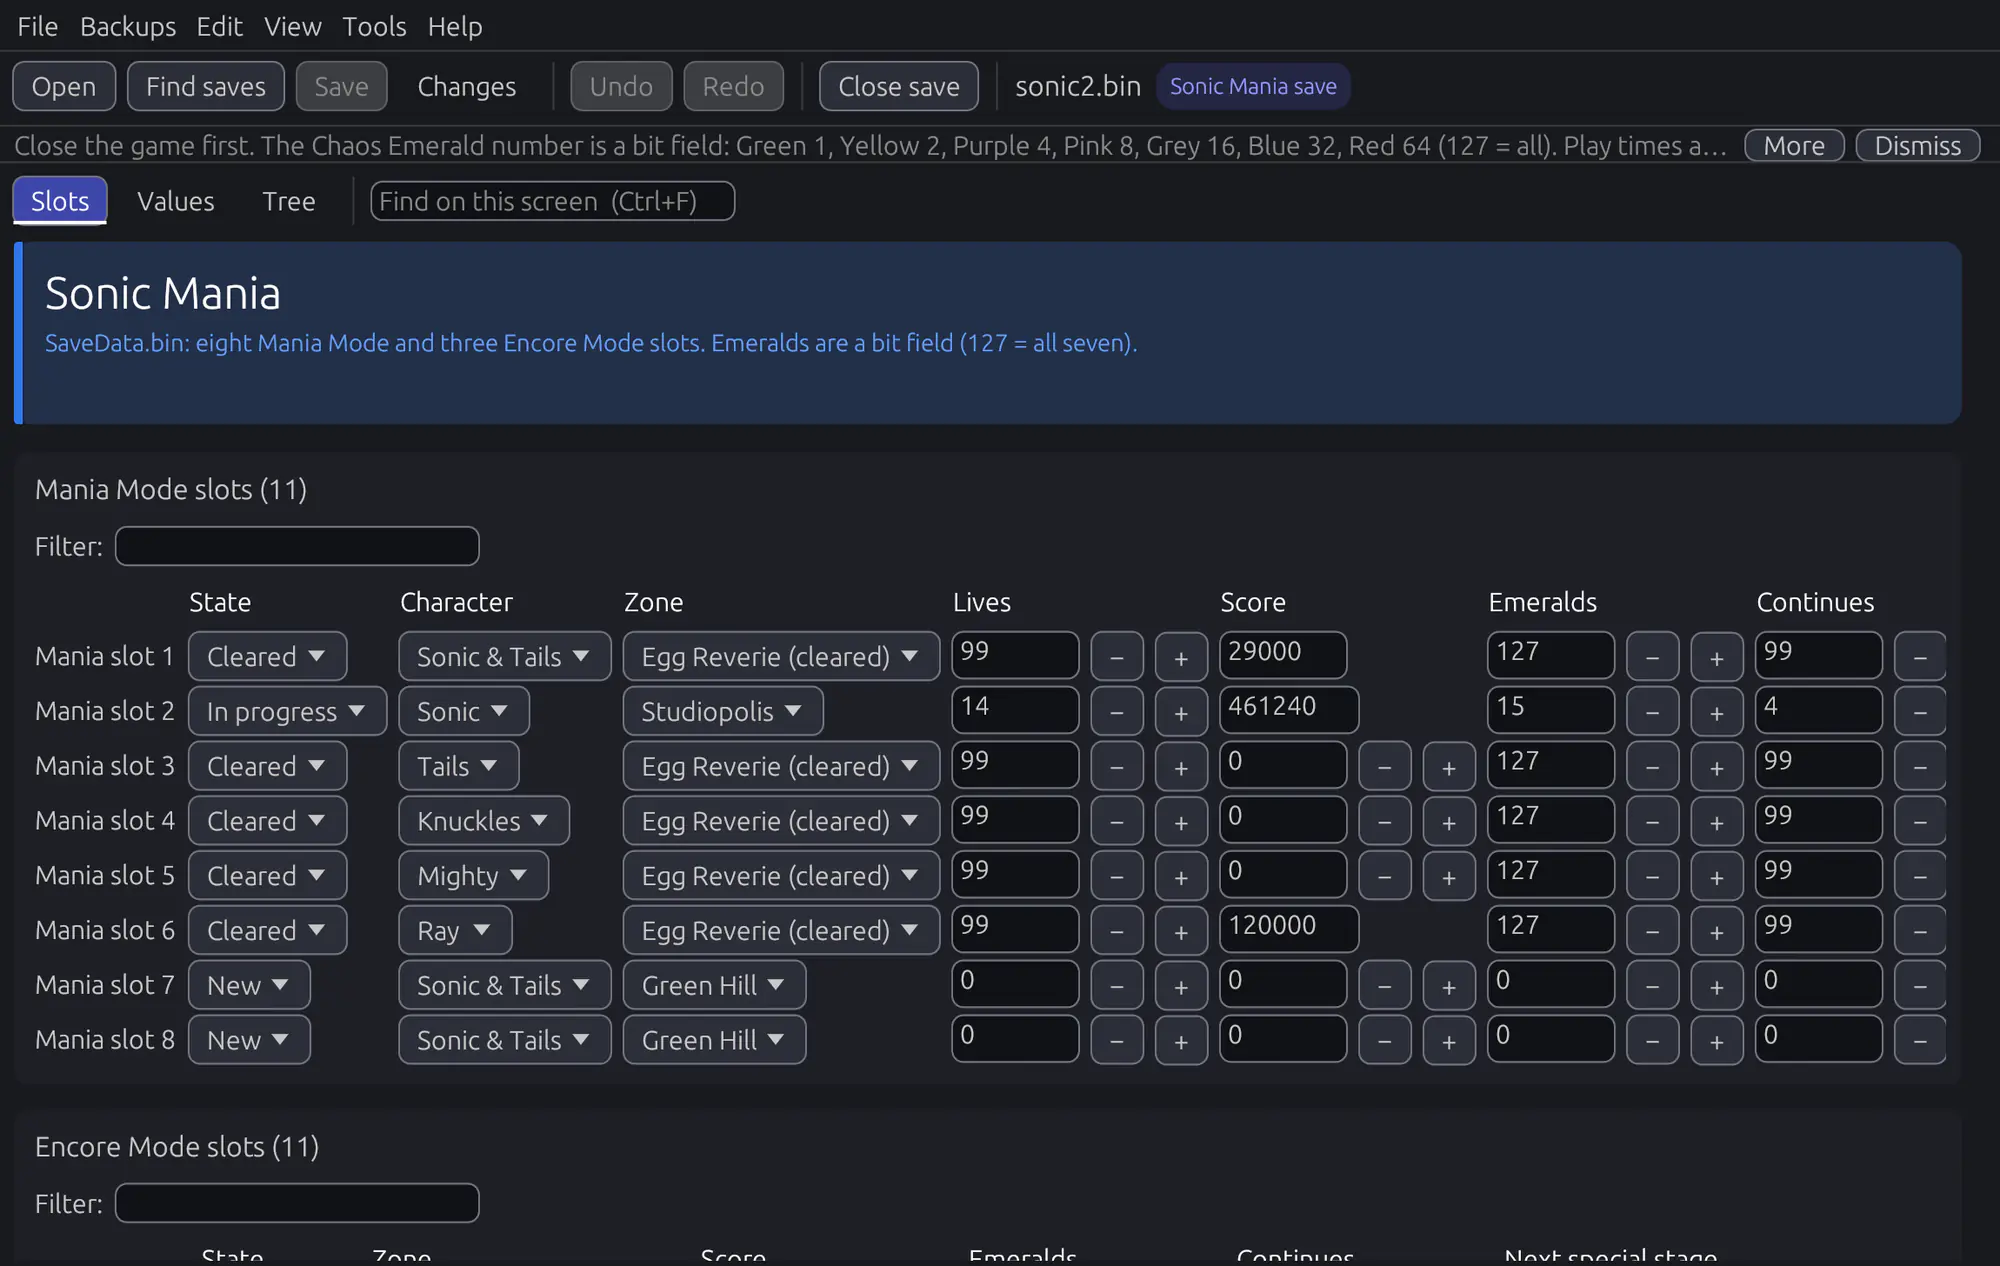 File Backups Edit View Tools Help
Open Find saves Save Changes Undo Redo Close save sonic2.bin Sonic Mania save
Close the game first. The Chaos Emerald number is a bit field: Green 1, Yellow 2, Purple 4, Pink 8, Grey 16, Blue 32, Red 64 (127 = all). Play times a... More Dismiss
Slots Values Tree Find on this screen (Ctrl+F)
Sonic Mania
SaveData.bin: eight Mania Mode and three Encore Mode slots. Emeralds are a bit field (127 = all seven).
Mania Mode slots (11)
Filter:
State Character Zone Lives Score Emeralds Continues
Mania slot 1 Cleared Sonic & Tails Egg Reverie (cleared) 99 − + 29000 127 − + 99 −
Mania slot 2 In progress Sonic Studiopolis 14 − + 461240 15 − + 4 −
Mania slot 3 Cleared Tails Egg Reverie (cleared) 99 − + 0 − + 127 − + 99 −
Mania slot 4 Cleared Knuckles Egg Reverie (cleared) 99 − + 0 − + 127 − + 99 −
Mania slot 5 Cleared Mighty Egg Reverie (cleared) 99 − + 0 − + 127 − + 99 −
Mania slot 6 Cleared Ray Egg Reverie (cleared) 99 − + 120000 127 − + 99 −
Mania slot 7 New Sonic & Tails Green Hill 0 − + 0 − + 0 − + 0 −
Mania slot 8 New Sonic & Tails Green Hill 0 − + 0 − + 0 − + 0 −
Encore Mode slots (11)
Filter:
State Zone Score Emeralds Continues Next special stage